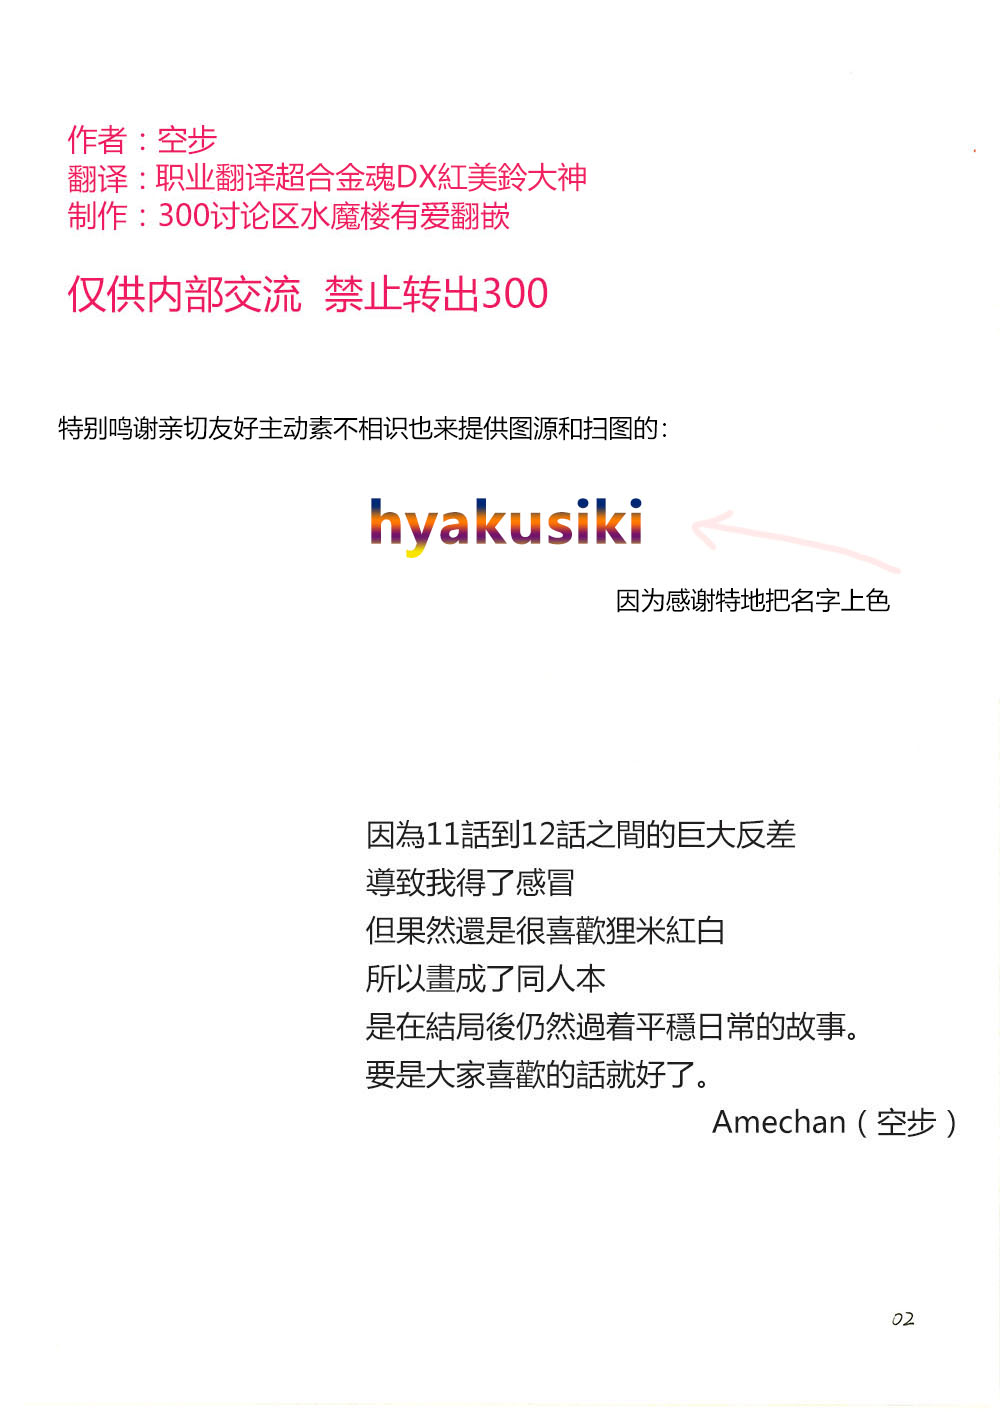 作者：空步
翻译：职业翻译超合金魂DX紅美鈴大神
制作：300讨论区水魔楼有爱翻嵌
仅供内部交流 禁止转出300
特别鸣谢亲切友好主动素不相识也来提供图源和扫图的：
hyakusiki
因为感谢特地把名字上色
因為11話到12話之間的巨大反差
導致我得了感冒
但果然還是很喜歡狸米紅白
所以畫成了同人本
是在結局後仍然過着平穩日常的故事。
要是大家喜歡的話就好了。
Amechan（空步）
02